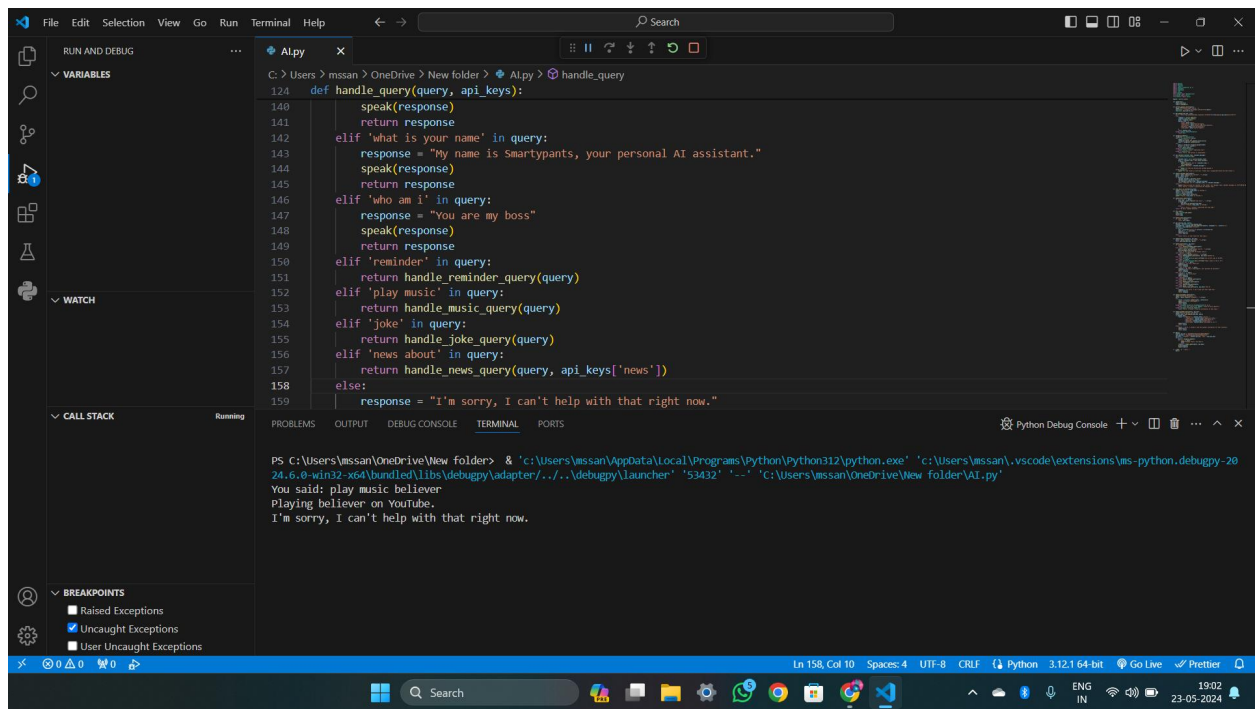 File Edit Selection View Go Run Terminal Help
Search
RUN AND DEBUG
AI.py
VARIABLES
C: > Users > mssan > OneDrive > New folder > AI.py > handle_query
124 def handle_query(query, api_keys):
140 speak(response)
141 return response
142 elif 'what is your name' in query:
143 response = "My name is Smartypants, your personal AI assistant."
144 speak(response)
145 return response
146 elif 'who am i' in query:
147 response = "You are my boss"
148 speak(response)
149 return response
150 elif 'reminder' in query:
151 return handle_reminder_query(query)
152 elif 'play music' in query:
153 return handle_music_query(query)
154 elif 'joke' in query:
155 return handle_joke_query(query)
156 elif 'news about' in query:
157 return handle_news_query(query, api_keys['news'])
158 else:
159 response = "I'm sorry, I can't help with that right now."
WATCH
CALL STACK Running
PROBLEMS OUTPUT DEBUG CONSOLE TERMINAL PORTS Python Debug Console
PS C:\Users\mssan\OneDrive\New folder> & 'c:\Users\mssan\AppData\Local\Programs\Python\Python312\python.exe' 'c:\Users\mssan\.vscode\extensions\ms-python.debugpy-20
24.6.0-win32-x64\bundled\libs\debugpy\adapter/../..\debugpy\launcher' '53432' '--' 'C:\Users\mssan\OneDrive\New folder\AI.py'
You said: play music believer
Playing believer on YouTube.
I'm sorry, I can't help with that right now.
BREAKPOINTS
Raised Exceptions
Uncaught Exceptions
User Uncaught Exceptions
0 0 0 Ln 158, Col 10 Spaces: 4 UTF-8 CRLF Python 3.12.1 64-bit Go Live Prettier
Search
ENG
IN
19:02
23-05-2024